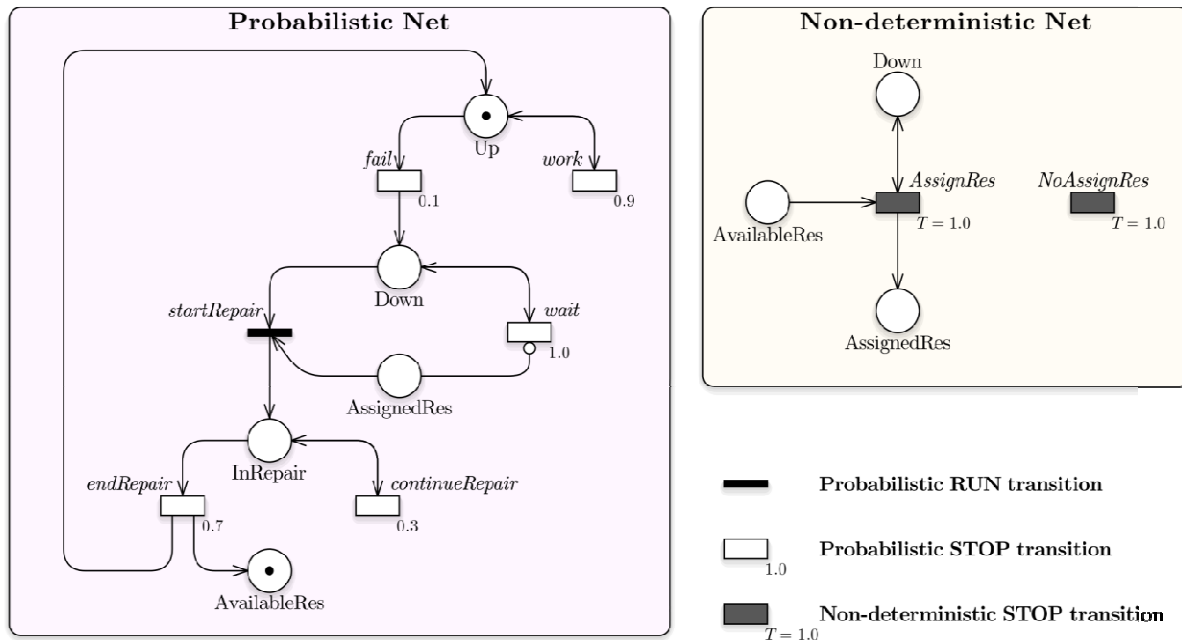 Probabilistic Net
Up
fail
0.1
work
0.9
Down
startRepair
wait
1.0
AssignedRes
InRepair
endRepair
0.7
continueRepair
0.3
AvailableRes
Non-deterministic Net
Down
AssignRes
T = 1.0
NoAssignRes
T = 1.0
AvailableRes
AssignedRes
Probabilistic RUN transition
Probabilistic STOP transition
1.0
Non-deterministic STOP transition
T = 1.0